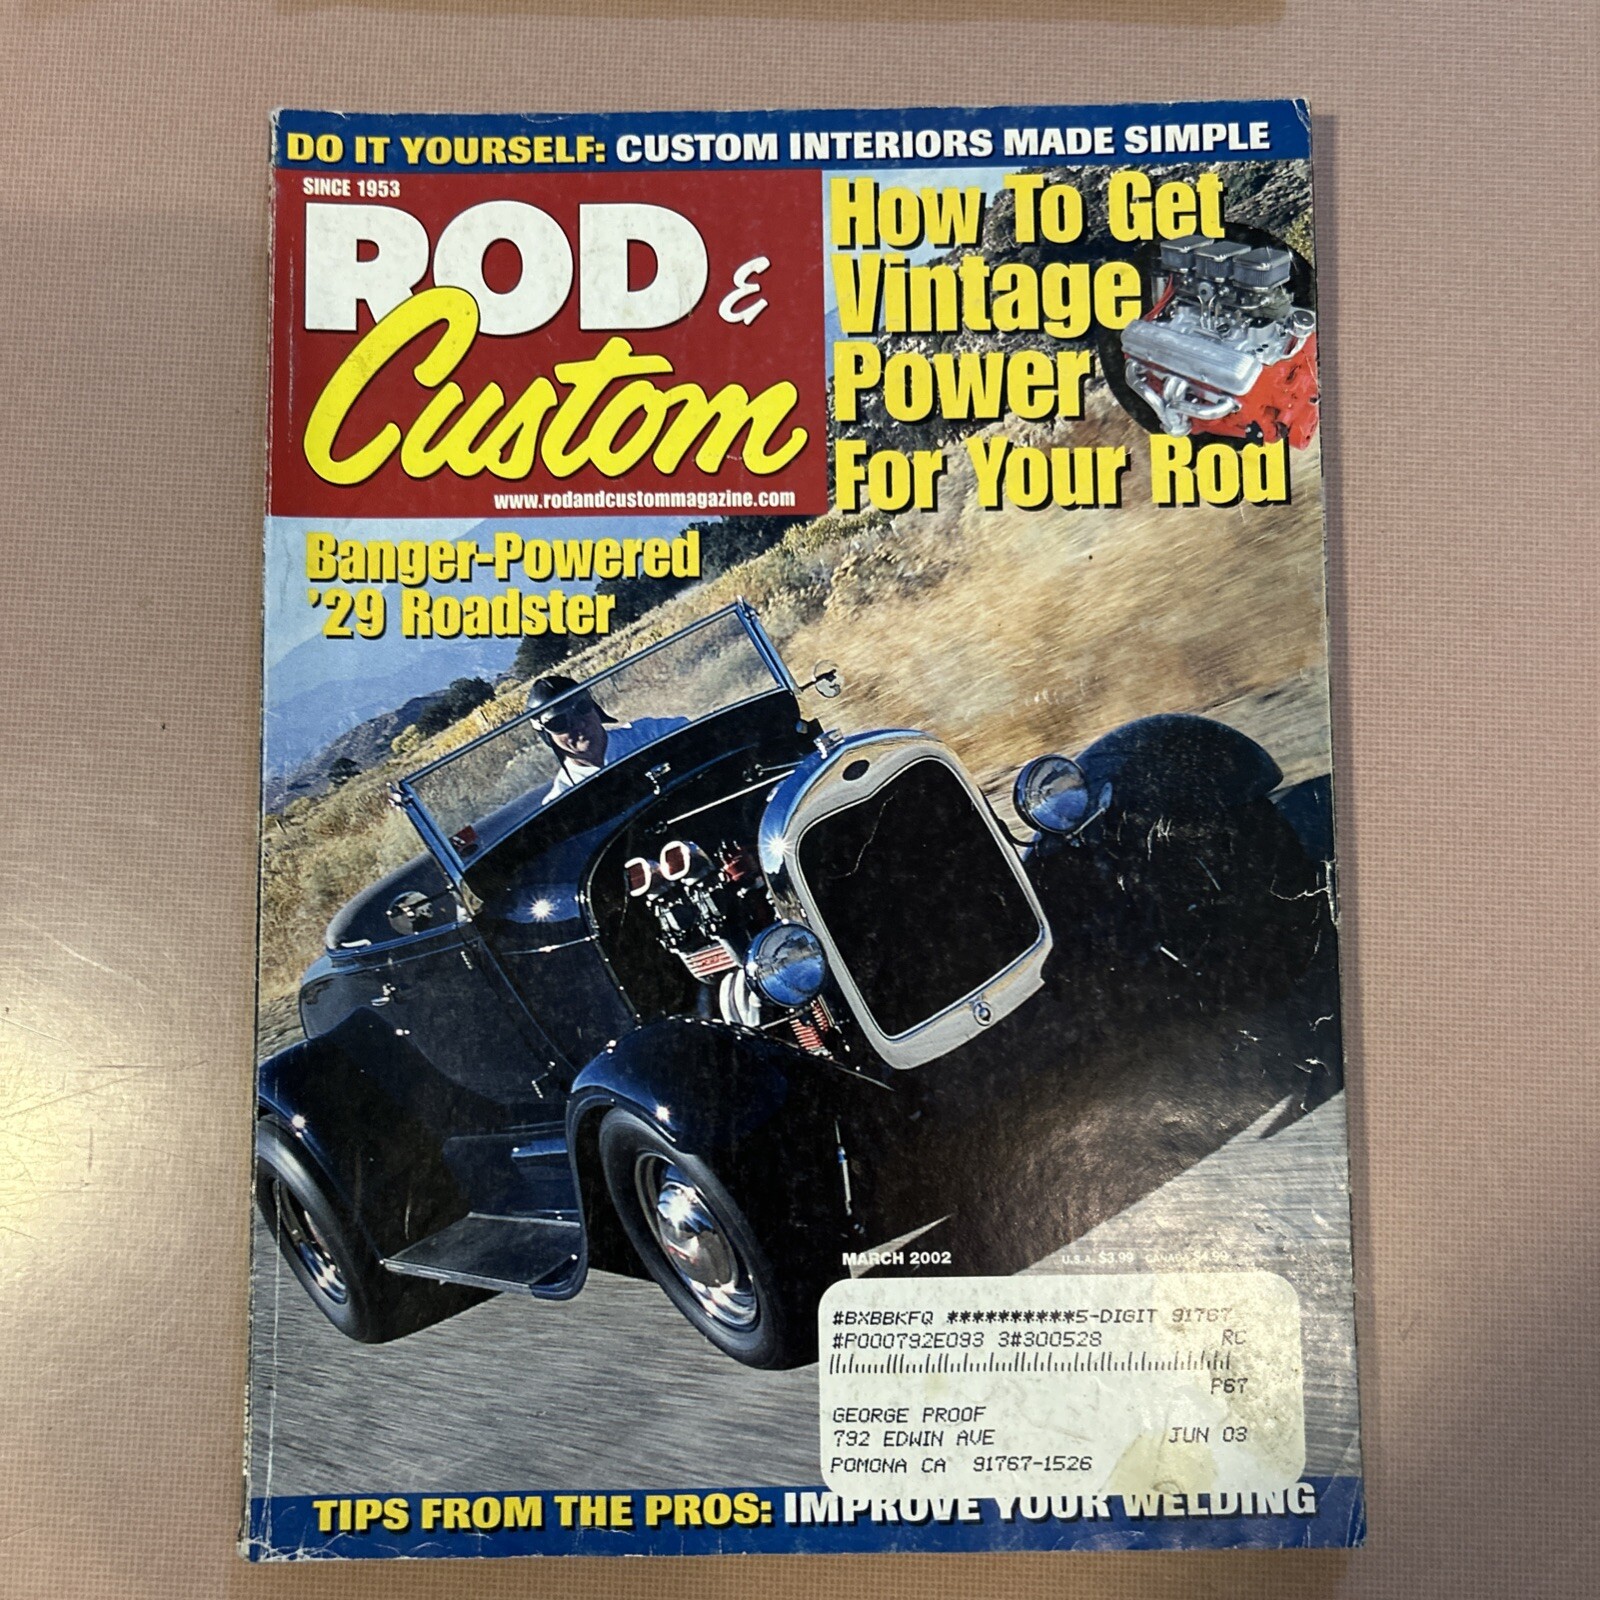 DO IT YOURSELF: CUSTOM INTERIORS MADE SIMPLE
SINCE 1953
ROD &
Custom
www.rodandcustommagazine.com
How To Get
Vintage
Power
For Your Rod
Banger-Powered
'29 Roadster
MARCH 2002
U.S.A. $3.99 CANADA $4.99
#BXBBKFQ **********5-DIGIT 91767
#P000792E093 3#300528 RC
P67
GEORGE PROOF
792 EDWIN AVE JUN 03
POMONA CA 91767-1526
TIPS FROM THE PROS: IMPROVE YOUR WELDING